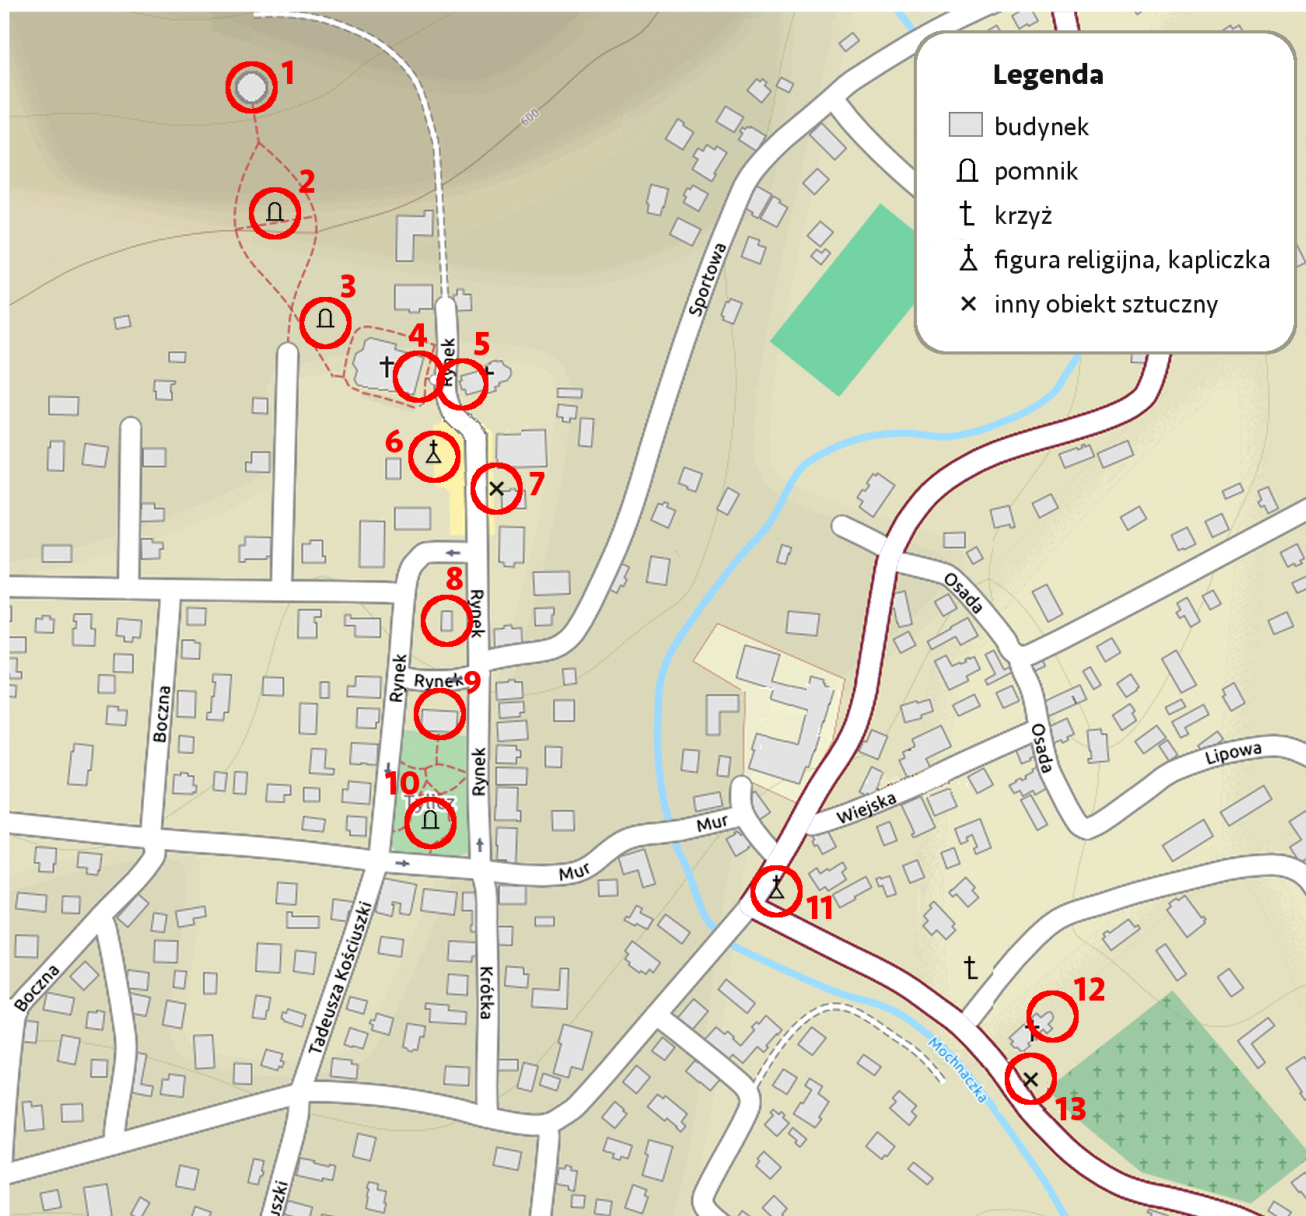 Legenda
budynek
pomnik
krzyż
figura religijna, kapliczka
inny obiekt sztuczny
1
600
2
3
Sportowa
4
5
Rynek
6
7
8
Rynek
Osada
Rynek
Rynek
9
Boczna
Rynek
Osada
Lipowa
10
Tylicz
Wiejska
Mur
Mur
11
Tadeusza Kościuszki
Boczna
Krótka
12
Mochnaczka
13
uszki